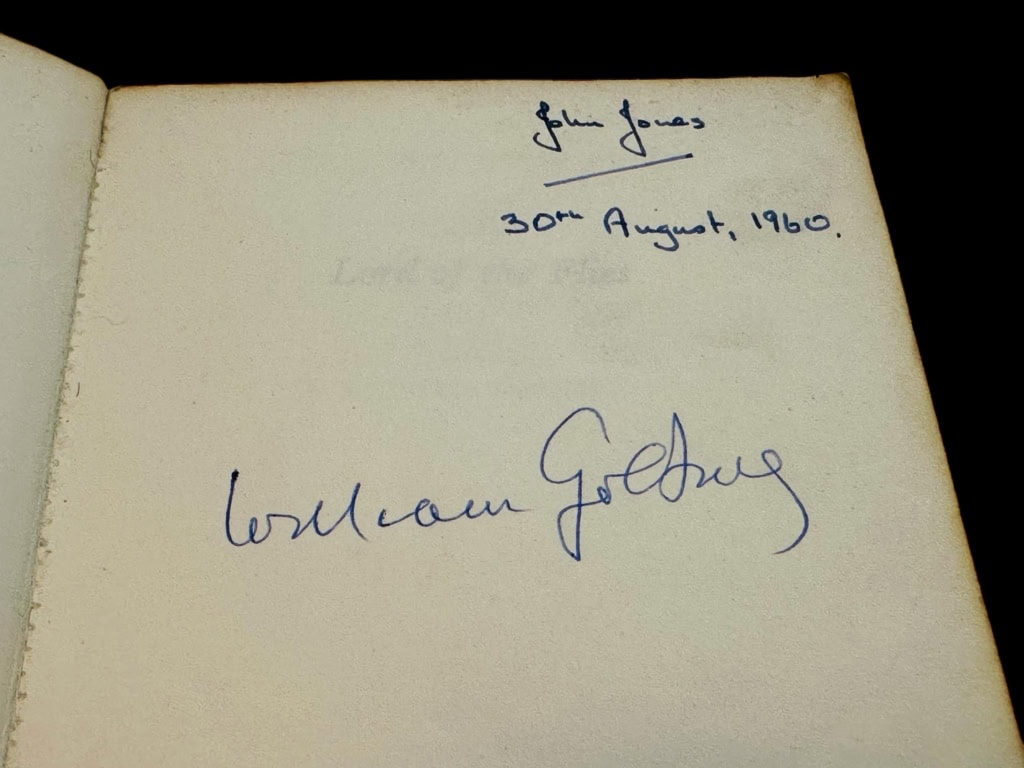 John Jones
30th August, 1960.
Lord of the Flies
William Golding